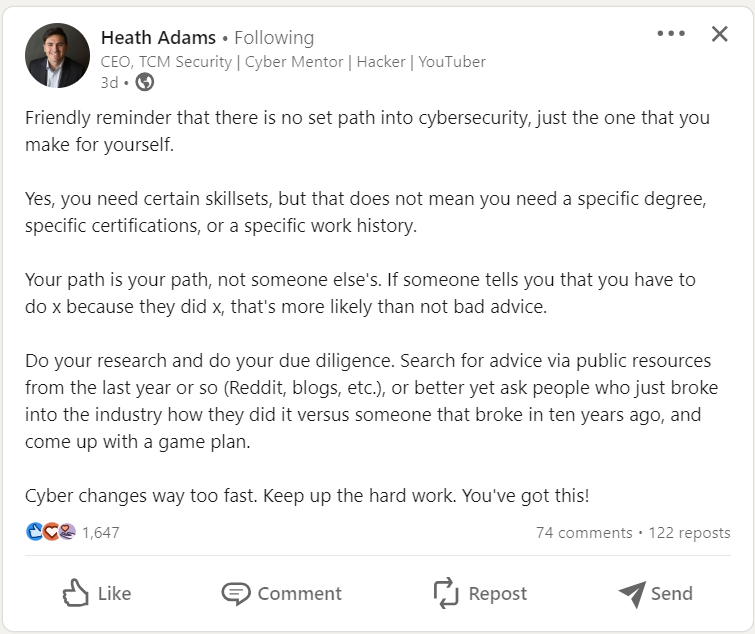 Heath Adams • Following
CEO, TCM Security | Cyber Mentor | Hacker | YouTuber
3d •
Friendly reminder that there is no set path into cybersecurity, just the one that you
make for yourself.
Yes, you need certain skillsets, but that does not mean you need a specific degree,
specific certifications, or a specific work history.
Your path is your path, not someone else's. If someone tells you that you have to
do x because they did x, that's more likely than not bad advice.
Do your research and do your due diligence. Search for advice via public resources
from the last year or so (Reddit, blogs, etc.), or better yet ask people who just broke
into the industry how they did it versus someone that broke in ten years ago, and
come up with a game plan.
Cyber changes way too fast. Keep up the hard work. You've got this!
1,647
74 comments • 122 reposts
Like
Comment
Repost
Send